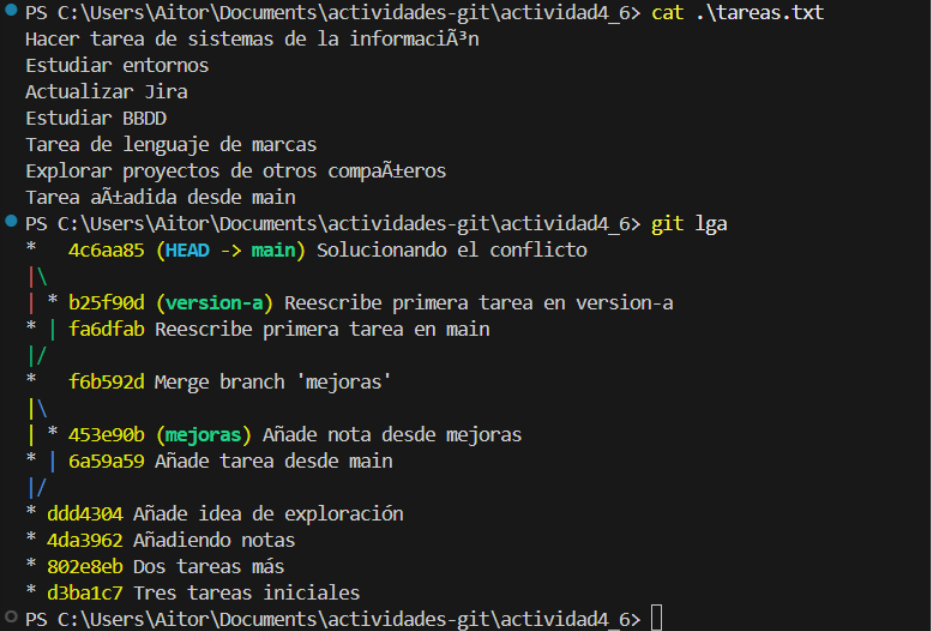 PS C:\Users\Aitor\Documents\actividades-git\actividad4_6> cat .\tareas.txt
Hacer tarea de sistemas de la informaciÃ³n
Estudiar entornos
Actualizar Jira
Estudiar BBDD
Tarea de lenguaje de marcas
Explorar proyectos de otros compaÃ±eros
Tarea aÃ±adida desde main
PS C:\Users\Aitor\Documents\actividades-git\actividad4_6> git lga
*   4c6aa85 (HEAD -> main) Solucionando el conflicto
|\
| * b25f90d (version-a) Reescribe primera tarea en version-a
* | fa6dfab Reescribe primera tarea en main
|/
*   f6b592d Merge branch 'mejoras'
|\
| * 453e90b (mejoras) Añade nota desde mejoras
* | 6a59a59 Añade tarea desde main
|/
* ddd4304 Añade idea de exploración
* 4da3962 Añadiendo notas
* 802e8eb Dos tareas más
* d3ba1c7 Tres tareas iniciales
PS C:\Users\Aitor\Documents\actividades-git\actividad4_6>